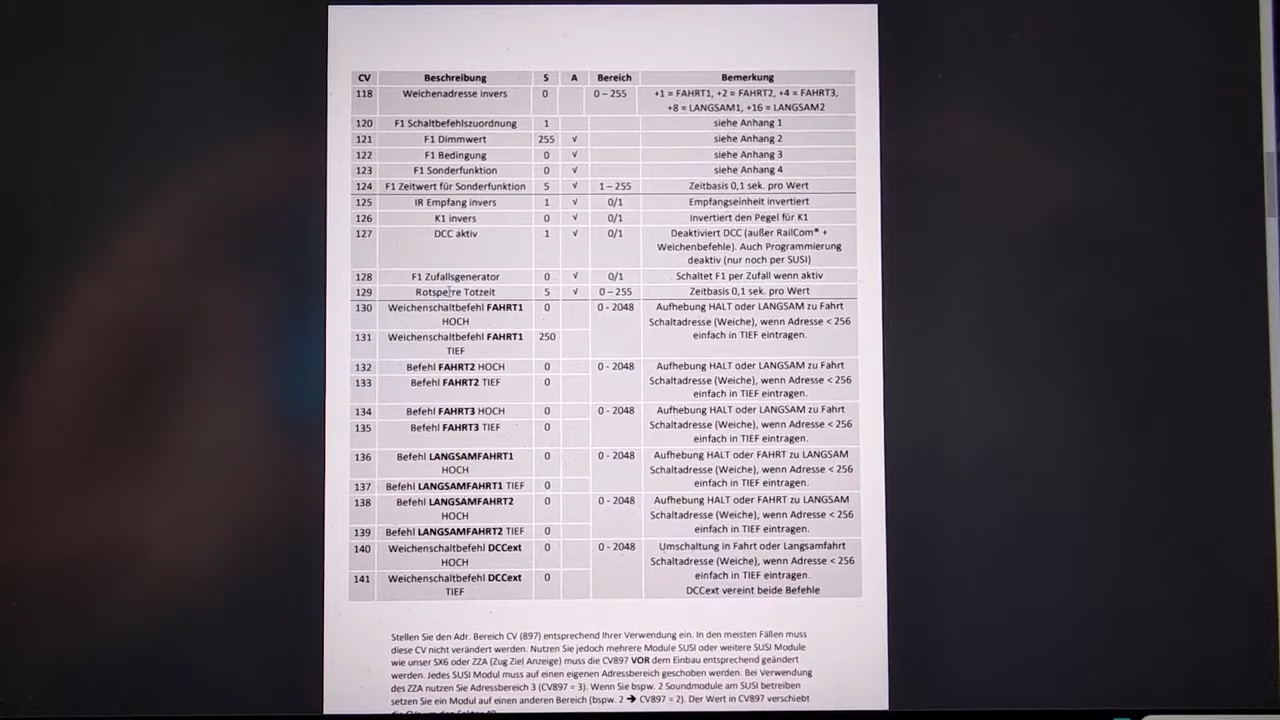 CV Beschreibung S A Bereich Bemerkung
118 Weichenadresse invers 0 0 – 255 +1 = FAHRT1, +2 = FAHRT2, +4 = FAHRT3,
+8 = LANGSAM1, +16 = LANGSAM2
120 F1 Schaltbefehlszuordnung 1 siehe Anhang 1
121 F1 Dimmwert 255 √ siehe Anhang 2
122 F1 Bedingung 0 √ siehe Anhang 3
123 F1 Sonderfunktion 0 √ siehe Anhang 4
124 F1 Zeitwert für Sonderfunktion 5 √ 1 – 255 Zeitbasis 0,1 sek. pro Wert
125 IR Empfang invers 1 √ 0/1 Empfangseinheit invertiert
126 K1 invers 0 √ 0/1 Invertiert den Pegel für K1
127 DCC aktiv 1 √ 0/1 Deaktiviert DCC (außer RailCom® +
Weichenbefehle). Auch Programmierung
deaktiv (nur noch per SUSI)
128 F1 Zufallsgenerator 0 √ 0/1 Schaltet F1 per Zufall wenn aktiv
129 Rotsperre Totzeit 5 √ 0 – 255 Zeitbasis 0,1 sek. pro Wert
130 Weichenschaltbefehl FAHRT1 0 0 - 2048 Aufhebung HALT oder LANGSAM zu Fahrt
HOCH Schaltadresse (Weiche), wenn Adresse < 256
131 Weichenschaltbefehl FAHRT1 250 einfach in TIEF eintragen.
TIEF
132 Befehl FAHRT2 HOCH 0 0 - 2048 Aufhebung HALT oder LANGSAM zu Fahrt
133 Befehl FAHRT2 TIEF 0 Schaltadresse (Weiche), wenn Adresse < 256
einfach in TIEF eintragen.
134 Befehl FAHRT3 HOCH 0 0 - 2048 Aufhebung HALT oder LANGSAM zu Fahrt
135 Befehl FAHRT3 TIEF 0 Schaltadresse (Weiche), wenn Adresse < 256
einfach in TIEF eintragen.
136 Befehl LANGSAMFAHRT1 0 0 - 2048 Aufhebung HALT oder FAHRT zu LANGSAM
HOCH Schaltadresse (Weiche), wenn Adresse < 256
137 Befehl LANGSAMFAHRT1 TIEF 0 einfach in TIEF eintragen.
138 Befehl LANGSAMFAHRT2 0 0 - 2048 Aufhebung HALT oder FAHRT zu LANGSAM
HOCH Schaltadresse (Weiche), wenn Adresse < 256
139 Befehl LANGSAMFAHRT2 TIEF 0 einfach in TIEF eintragen.
140 Weichenschaltbefehl DCCext 0 0 - 2048 Umschaltung in Fahrt oder Langsamfahrt
HOCH Schaltadresse (Weiche), wenn Adresse < 256
141 Weichenschaltbefehl DCCext 0 einfach in TIEF eintragen.
TIEF DCCext vereint beide Befehle
Stellen Sie den Adr. Bereich CV (897) entsprechend Ihrer Verwendung ein. In den meisten Fällen muss
diese CV nicht verändert werden. Nutzen Sie jedoch mehrere Module SUSI oder weitere SUSI Module
wie unser SX6 oder ZZA (Zug Ziel Anzeige) muss die CV897 VOR dem Einbau entsprechend geändert
werden. Jedes SUSI Modul muss auf einen eigenen Adressbereich geschoben werden. Bei Verwendung
des ZZA nutzen Sie Adressbereich 3 (CV897 = 3). Wenn Sie bspw. 2 Soundmodule am SUSI betreiben
setzen Sie ein Modul auf einen anderen Bereich (bspw. 2 ➔ CV897 = 2). Der Wert in CV897 verschiebt